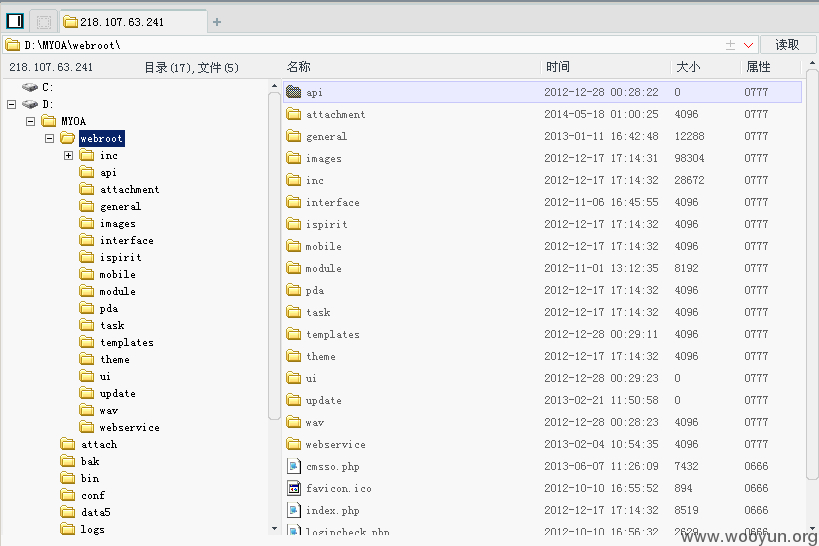 218.107.63.241
D:\MYOA\webroot\
读取
218.107.63.241 目录(17),文件(5)
名称 时间 大小 属性
C:
D:
MYOA
webroot
inc
api
attachment
general
images
interface
ispirit
mobile
module
pda
task
templates
theme
ui
update
wav
webservice
attach
bak
bin
conf
data5
logs
api 2012-12-28 00:28:22 0 0777
attachment 2014-05-18 01:00:25 4096 0777
general 2013-01-11 16:42:48 12288 0777
images 2012-12-17 17:14:31 98304 0777
inc 2012-12-17 17:14:32 28672 0777
interface 2012-11-06 16:45:55 4096 0777
ispirit 2012-12-17 17:14:32 4096 0777
mobile 2012-12-17 17:14:32 4096 0777
module 2012-11-01 13:12:35 8192 0777
pda 2012-12-17 17:14:32 4096 0777
task 2012-12-17 17:14:32 4096 0777
templates 2012-12-28 00:29:11 4096 0777
theme 2012-12-17 17:14:32 4096 0777
ui 2012-12-28 00:29:23 0 0777
update 2013-02-21 11:50:58 0 0777
wav 2012-12-28 00:28:23 4096 0777
webservice 2013-02-04 10:54:35 4096 0777
cmsso.php 2013-06-07 11:26:09 7432 0666
favicon.ico 2012-10-10 16:55:52 894 0666
index.php 2012-12-17 17:14:32 8519 0666
logincheck.php 2012-10-10 16:56:32 2629 0666
www.wooyun.org